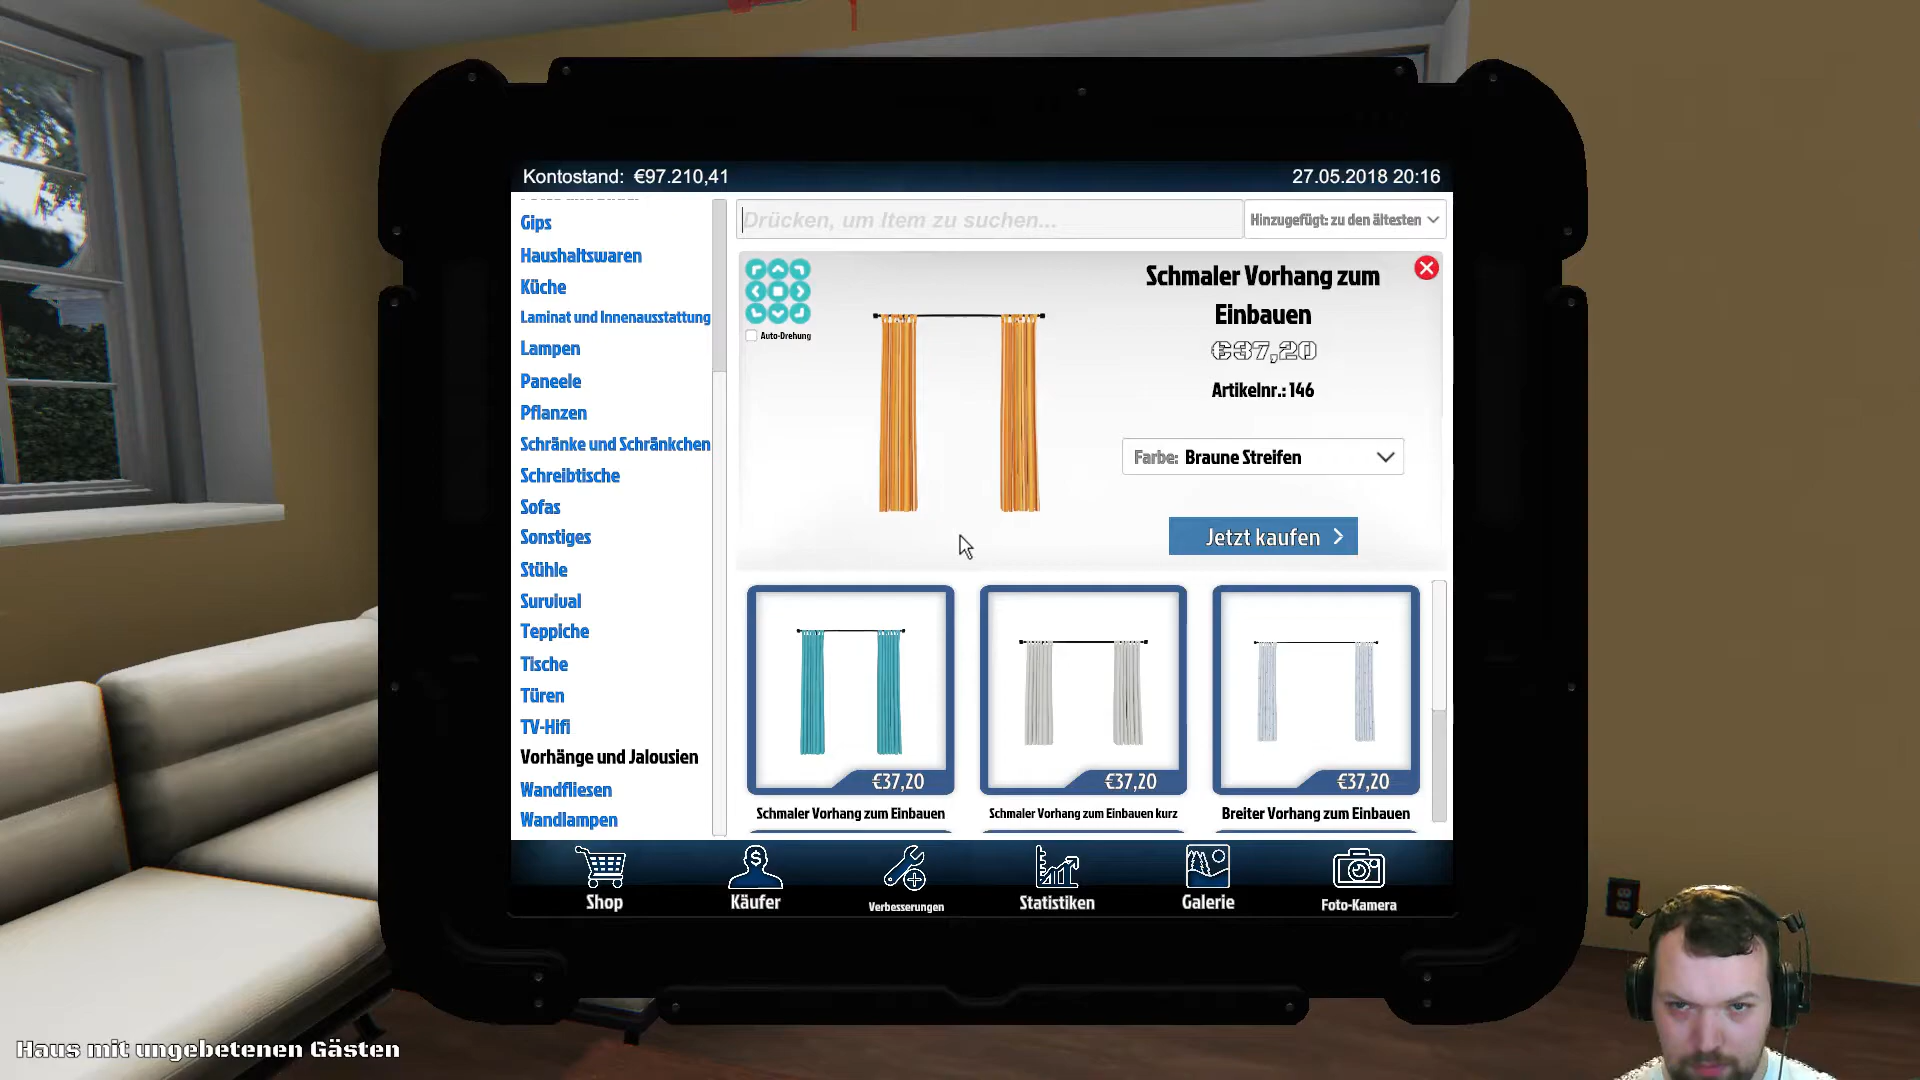 Kontostand: €97.210,41
27.05.2018 20:16
Gips
Haushaltswaren
Küche
Laminat und Innenausstattung
Lampen
Paneele
Pflanzen
Schränke und Schränkchen
Schreibtische
Sofas
Sonstiges
Stühle
Survival
Teppiche
Tische
Türen
TV-Hifi
Vorhänge und Jalousien
Wandfliesen
Wandlampen
Drücken, um Item zu suchen...
Hinzugefügt: zu den ältesten
Auto-Drehung
Schmaler Vorhang zum
Einbauen
€37,20
Artikelnr.: 146
Farbe: Braune Streifen
Jetzt kaufen
€37,20
€37,20
€37,20
Schmaler Vorhang zum Einbauen
Schmaler Vorhang zum Einbauen kurz
Breiter Vorhang zum Einbauen
Shop
Käufer
Verbesserungen
Statistiken
Galerie
Foto-Kamera
Haus mit ungebetenen Gästen